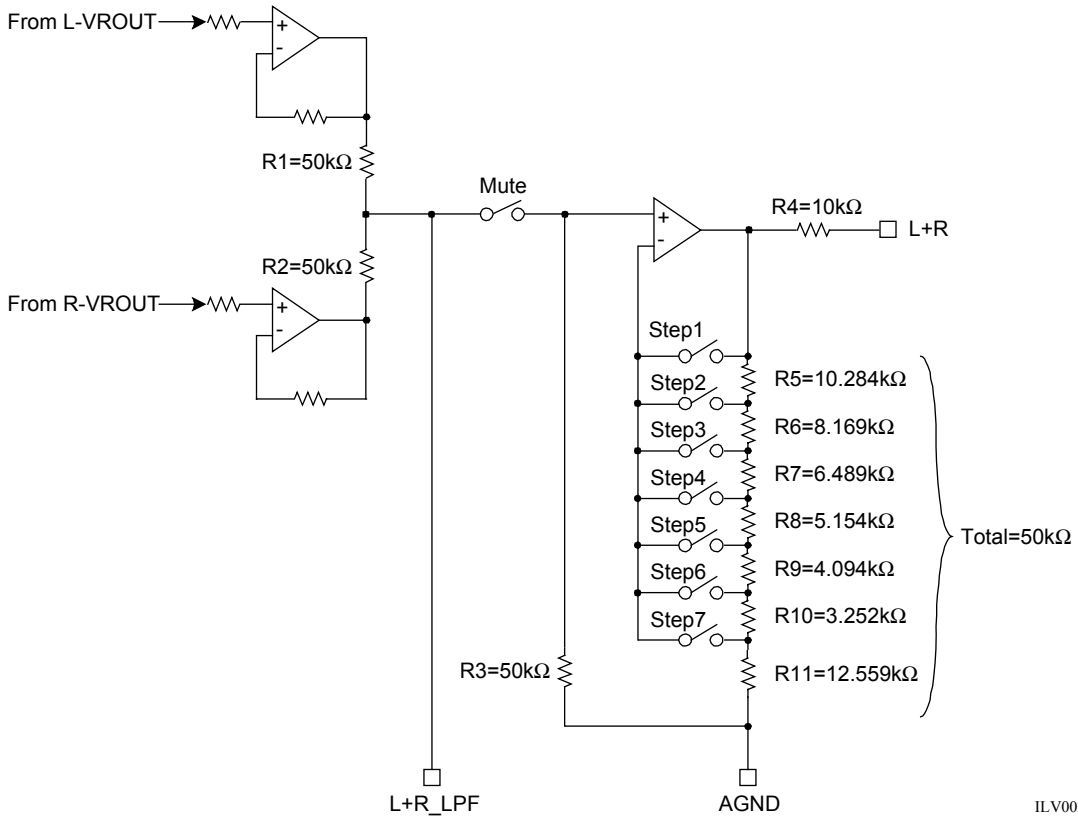 From L-VROUT
+
-
R1=50kΩ
Mute
+
-
R4=10kΩ
L+R
R2=50kΩ
From R-VROUT
+
-
Step1
R5=10.284kΩ
Step2
R6=8.169kΩ
Step3
R7=6.489kΩ
Step4
R8=5.154kΩ
Step5
Total=50kΩ
R9=4.094kΩ
Step6
R10=3.252kΩ
Step7
R3=50kΩ
R11=12.559kΩ
L+R_LPF
AGND
ILV00